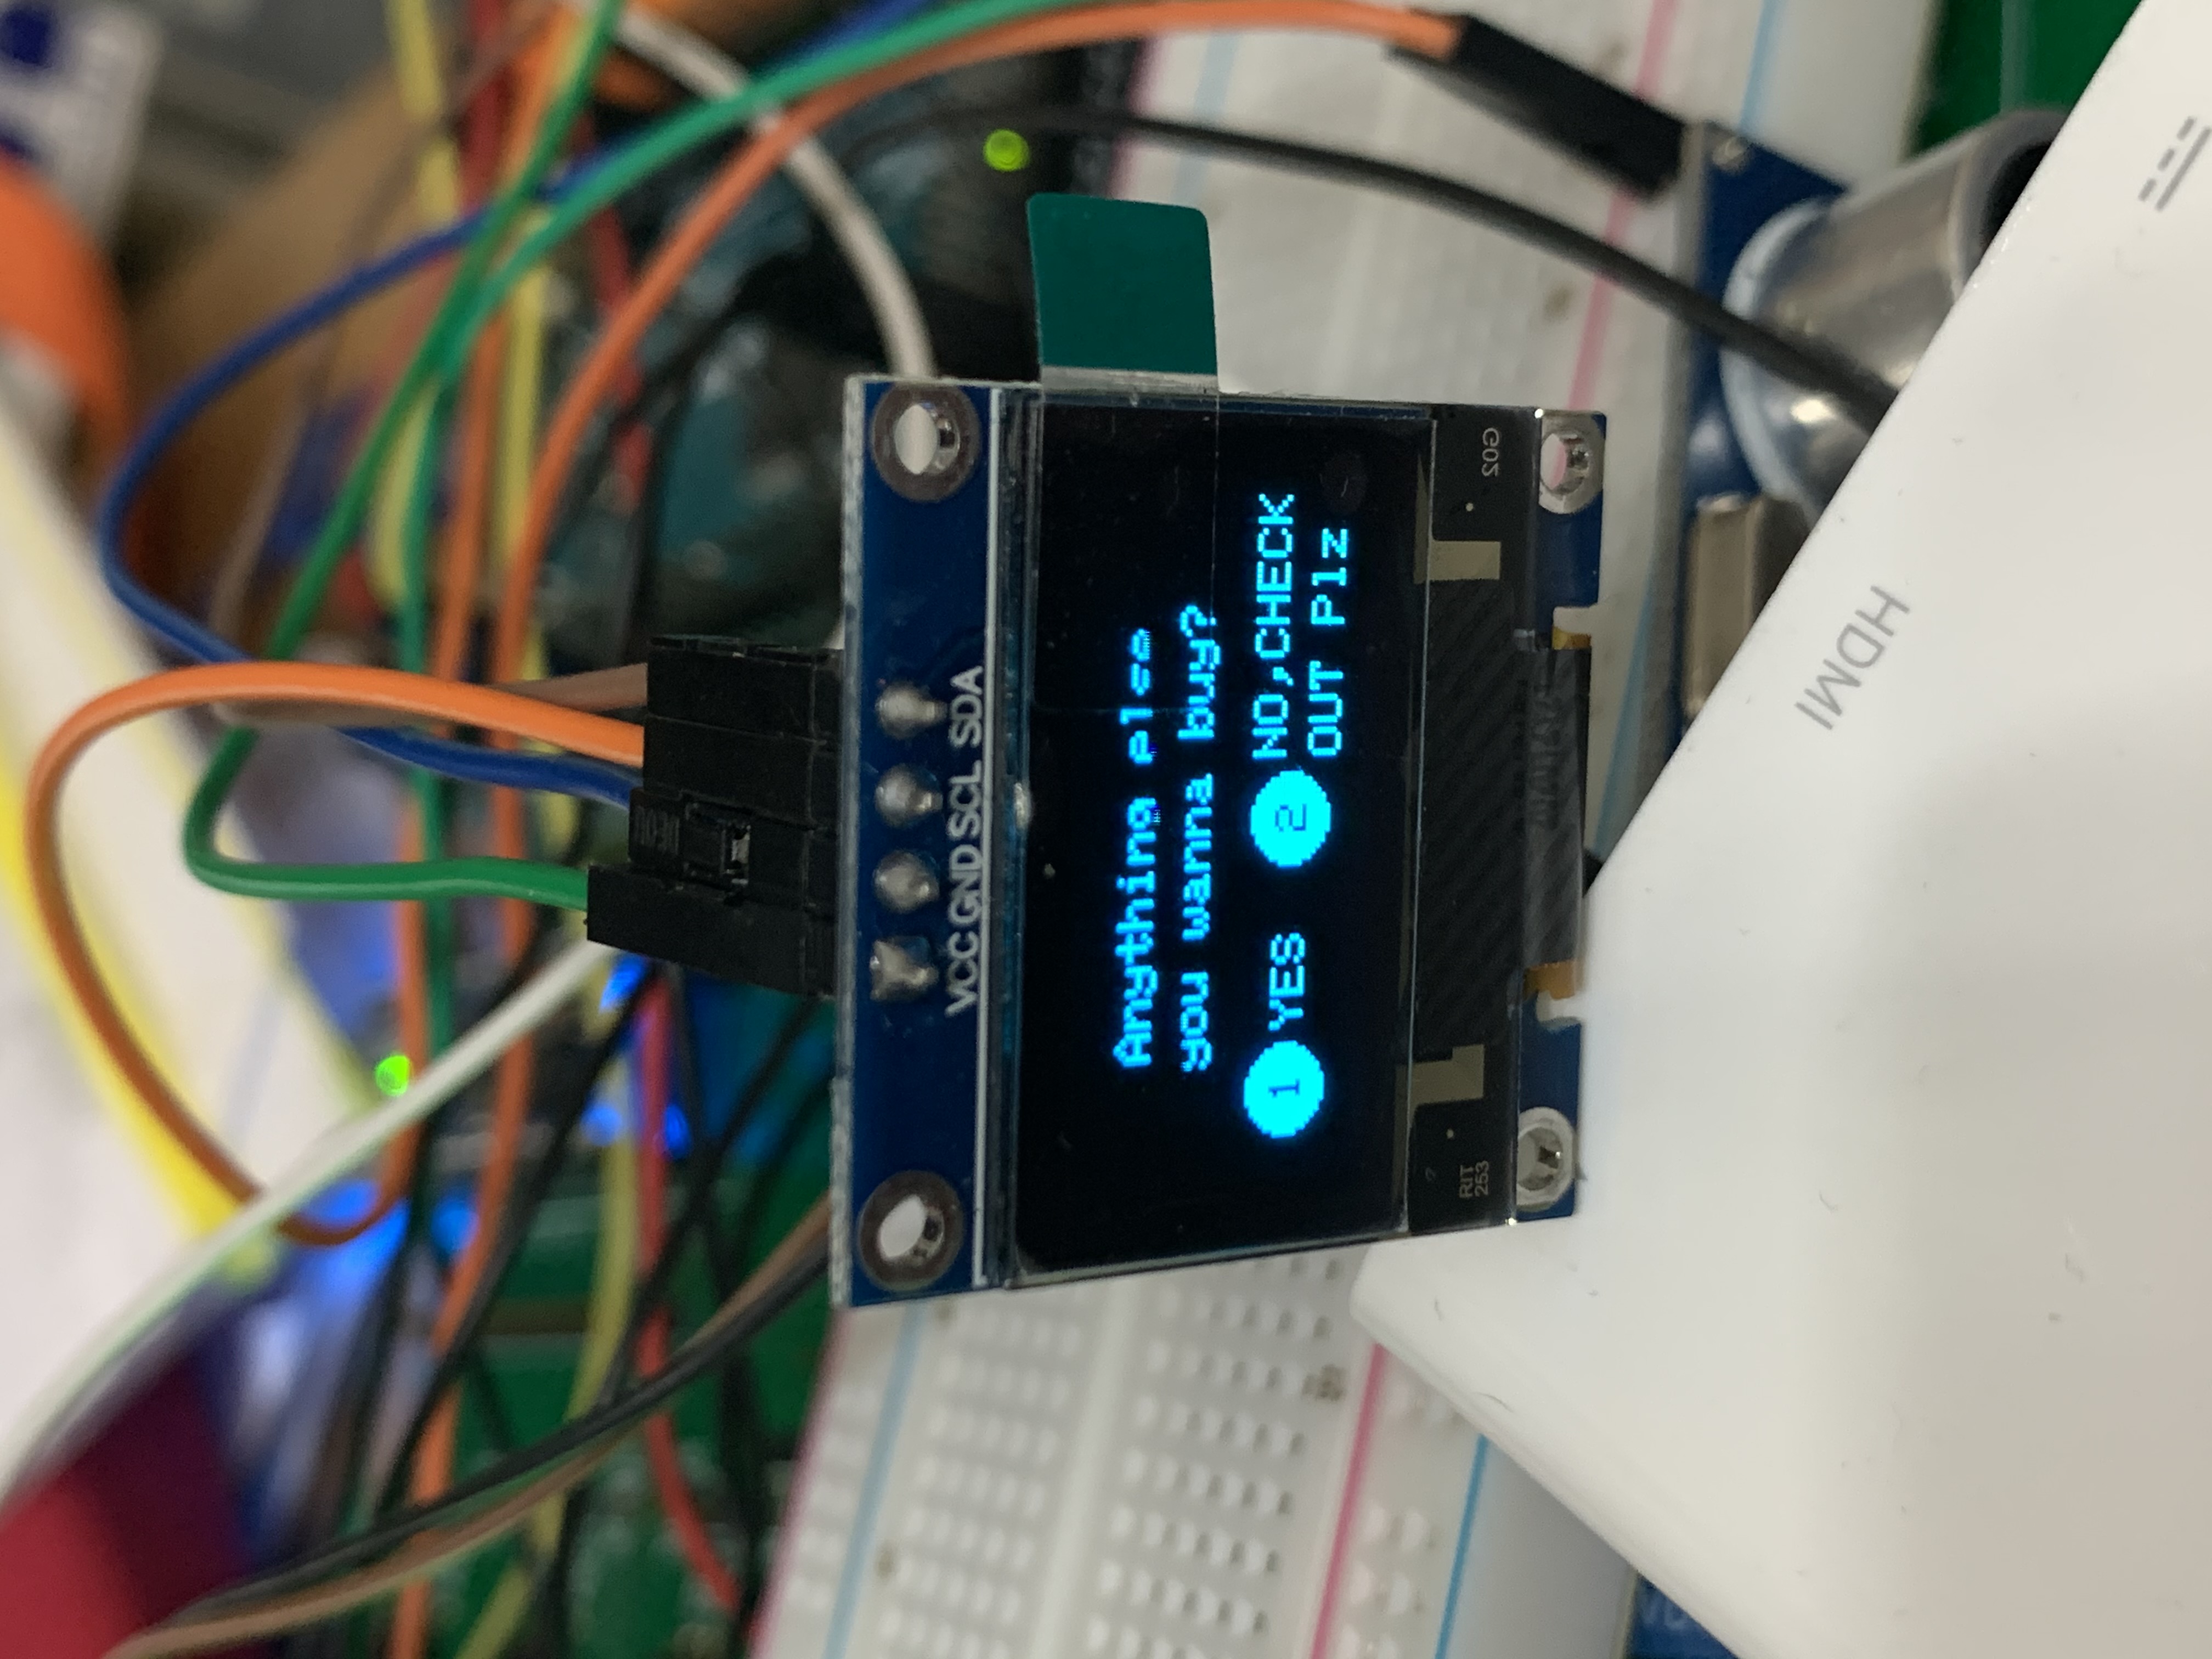 VCC GND SCL SDA
Anything else
you wanna buy?
1 YES
2 NO,CHECK
OUT Plz
RIT
253
G02
HDMI